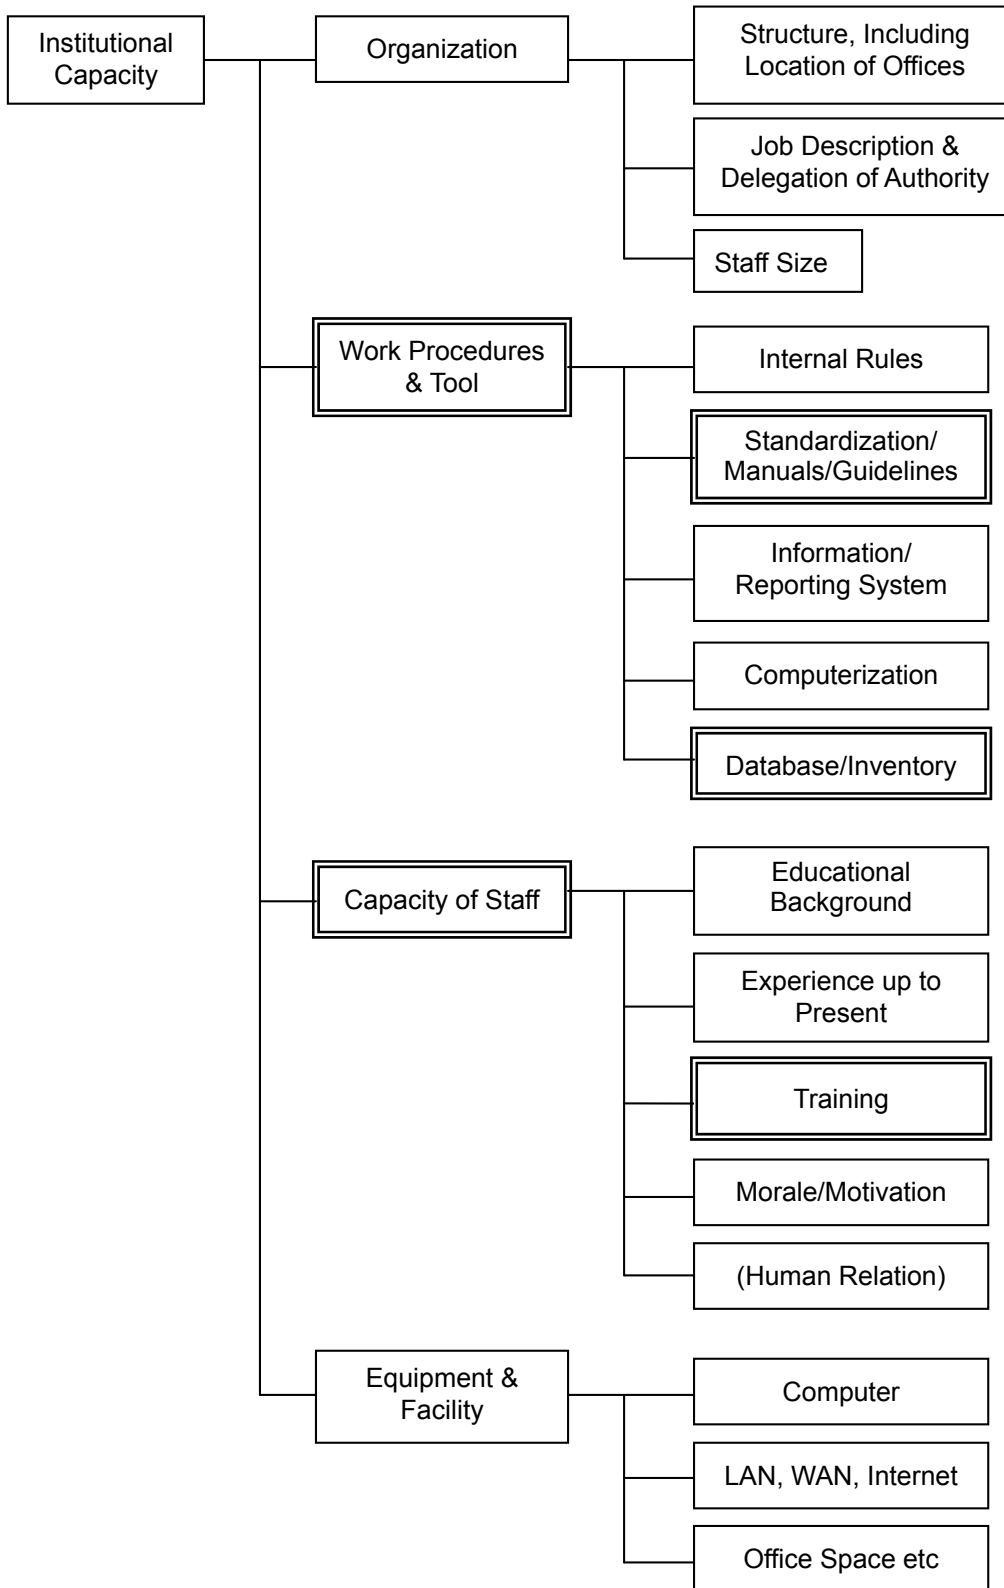 Institutional
Capacity
Organization
Structure, Including
Location of Offices
Job Description &
Delegation of Authority
Staff Size
Work Procedures
& Tool
Internal Rules
Standardization/
Manuals/Guidelines
Information/
Reporting System
Computerization
Database/Inventory
Capacity of Staff
Educational
Background
Experience up to
Present
Training
Morale/Motivation
(Human Relation)
Equipment &
Facility
Computer
LAN, WAN, Internet
Office Space etc